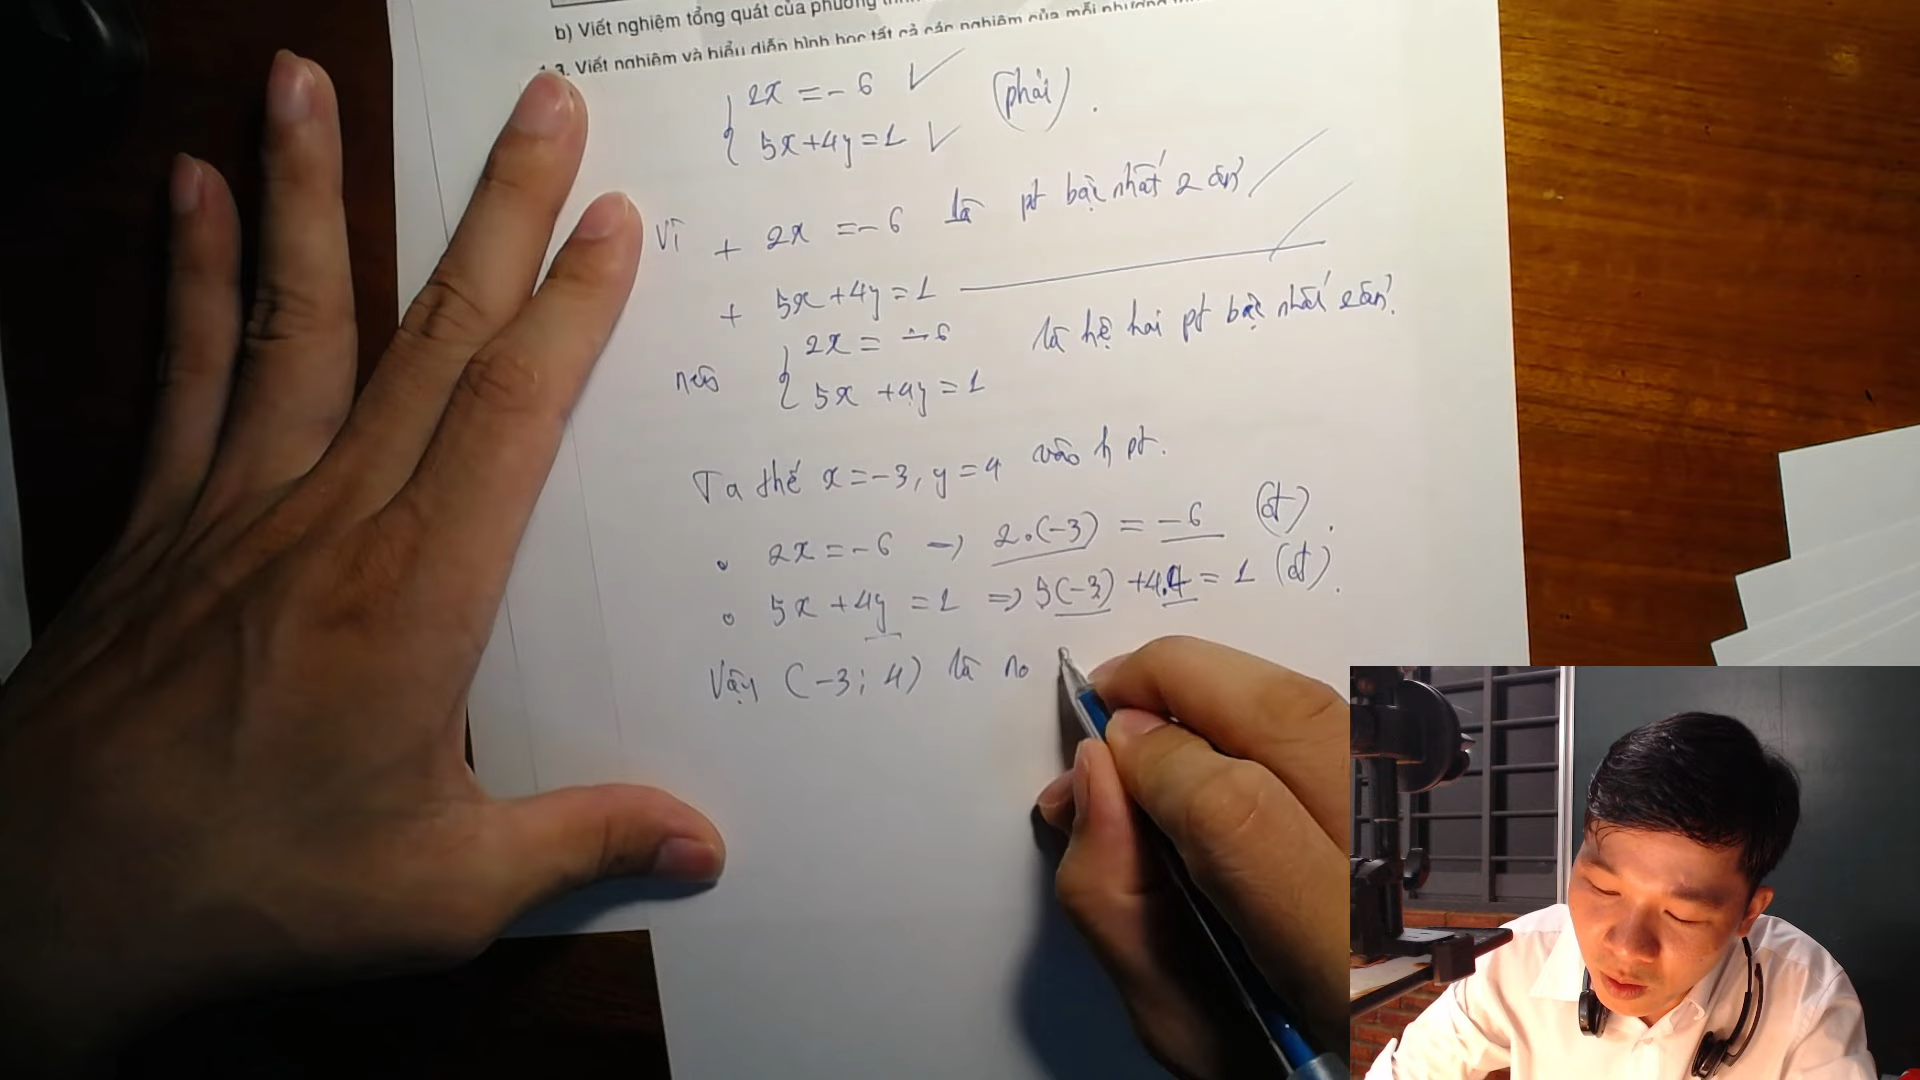 b) Viết nghiệm tổng quát của phương trình
3. Viết nghiệm và biểu diễn hình học tất cả các nghiệm của mỗi phương
2x = -6 ✓ (phải).
5x+4y=1 ✓
Vì + 2x = -6 là pt bậc nhất 2 ẩn
+ 5x+4y=1
nên { 2x = -6 là hệ hai pt bậc nhất 2 ẩn.
5x +4y=1
Ta thế x=-3, y=4 vào h pt.
• 2x=-6 → 2.(-3) = -6 (đ).
• 5x+4y=1 => 5(-3)+4.4=1 (đ).
Vậy (-3; 4) là no